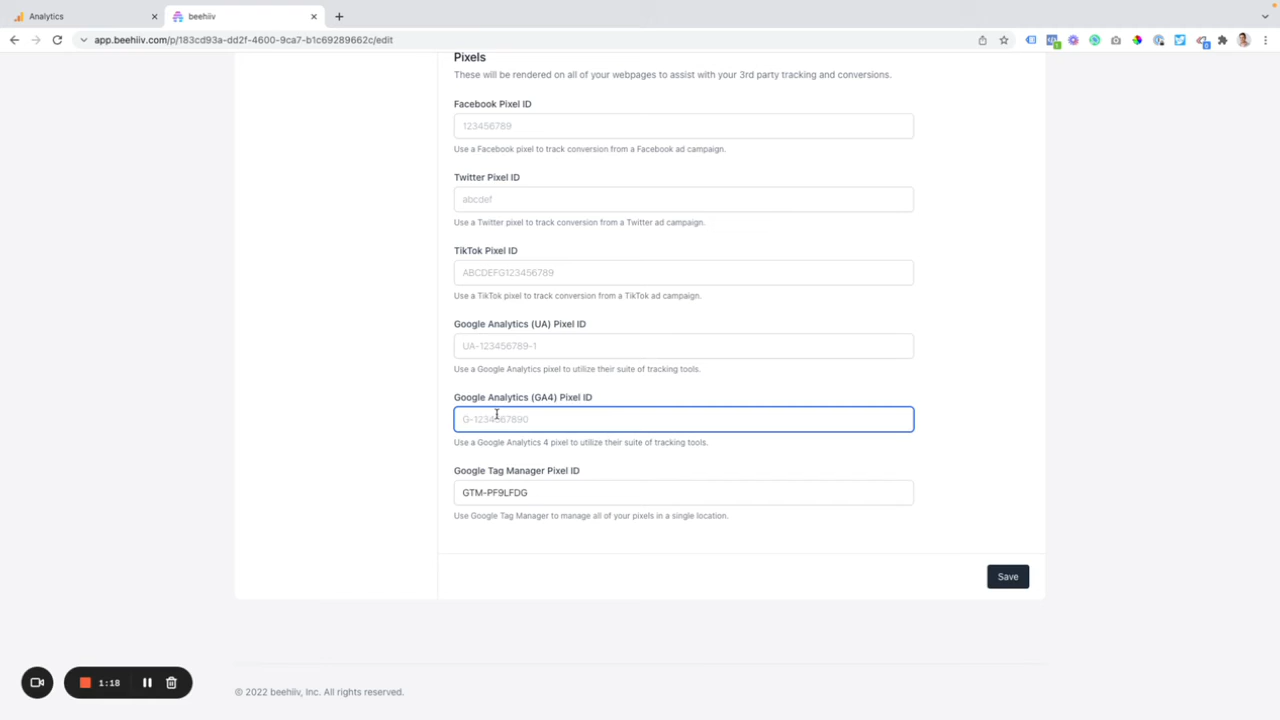 Analytics
beehiiv
app.beehiiv.com/p/183cd93a-dd2f-4600-9ca7-b1c69289662c/edit
Pixels
These will be rendered on all of your webpages to assist with your 3rd party tracking and conversions.
Facebook Pixel ID
123456789
Use a Facebook pixel to track conversion from a Facebook ad campaign.
Twitter Pixel ID
abcdef
Use a Twitter pixel to track conversion from a Twitter ad campaign.
TikTok Pixel ID
ABCDEFG123456789
Use a TikTok pixel to track conversion from a TikTok ad campaign.
Google Analytics (UA) Pixel ID
UA-123456789-1
Use a Google Analytics pixel to utilize their suite of tracking tools.
Google Analytics (GA4) Pixel ID
G-1234567890
Use a Google Analytics 4 pixel to utilize their suite of tracking tools.
Google Tag Manager Pixel ID
GTM-PF9LFDG
Use Google Tag Manager to manage all of your pixels in a single location.
Save
1:18
© 2022 beehiiv, Inc. All rights reserved.